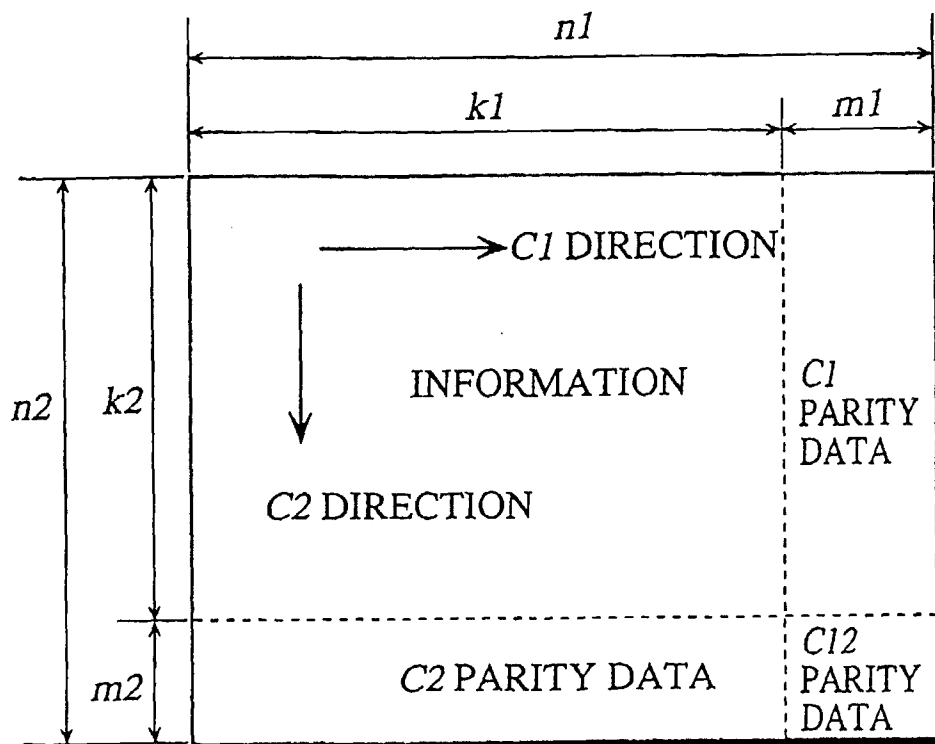 n1
k1
m1
C1 DIRECTION
n2
k2
INFORMATION
C1
PARITY
DATA
C2 DIRECTION
m2
C2 PARITY DATA
C12
PARITY
DATA